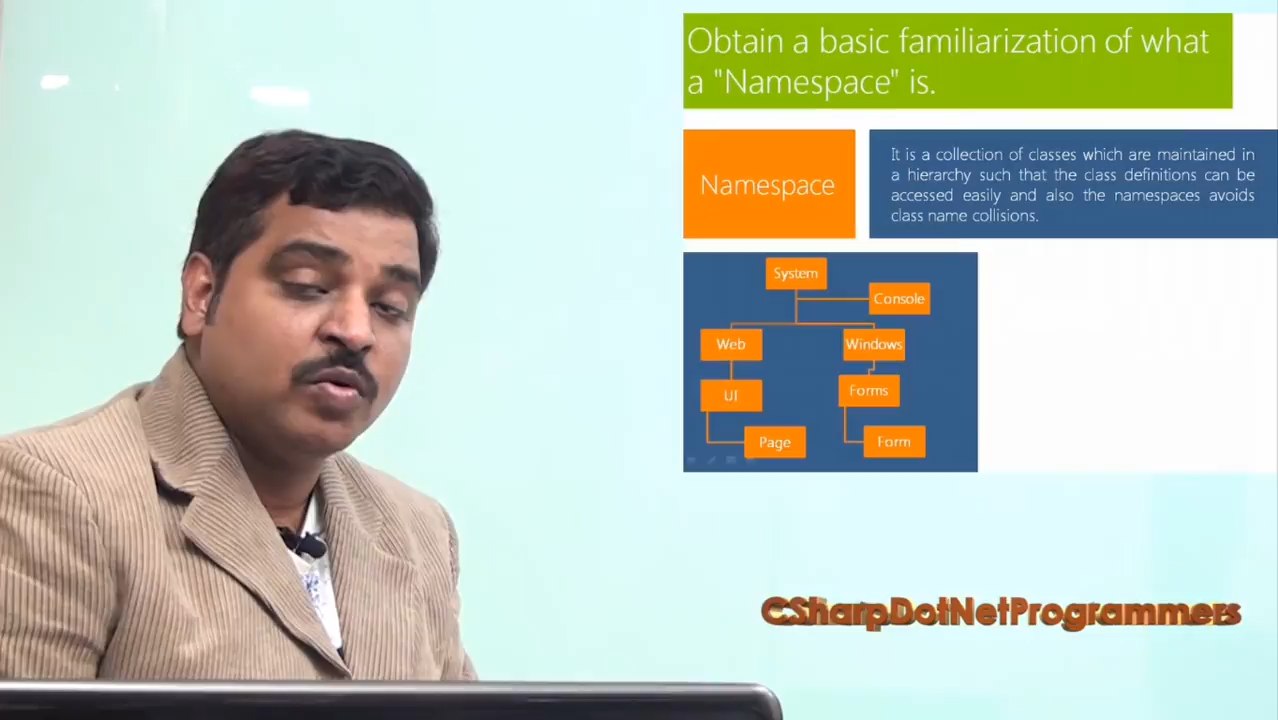 Obtain a basic familiarization of what
a "Namespace" is.
Namespace
It is a collection of classes which are maintained in
a hierarchy such that the class definitions can be
accessed easily and also the namespaces avoids
class name collisions.
System
Console
Web
Windows
UI
Forms
Page
Form
CSharpDotNetProgrammers